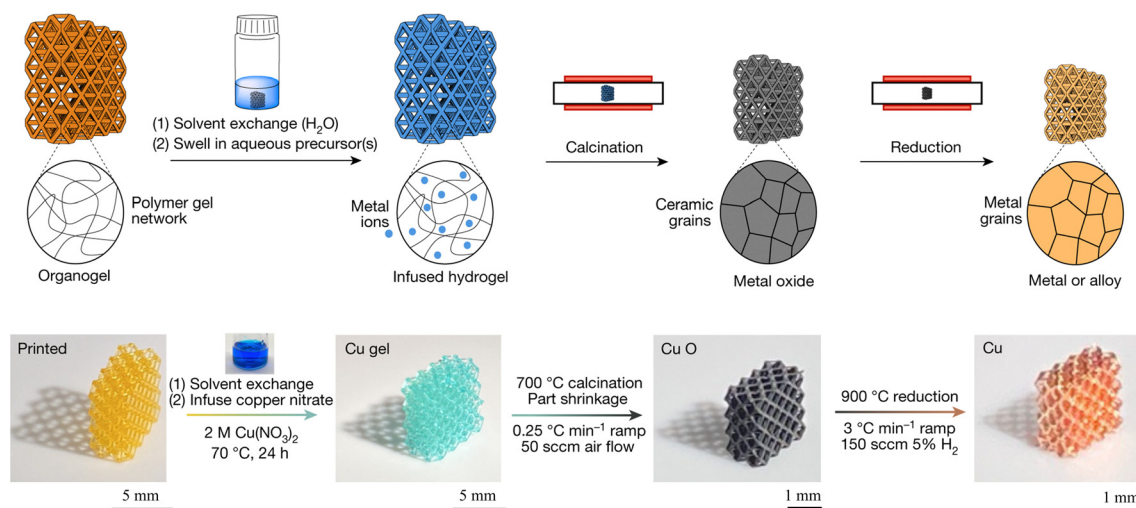 (1) Solvent exchange (H₂O)
(2) Swell in aqueous precursor(s)
Calcination
Reduction
Polymer gel
network
Metal
ions
Ceramic
grains
Metal
grains
Organogel
Infused hydrogel
Metal oxide
Metal or alloy
Printed
(1) Solvent exchange
(2) Infuse copper nitrate
2 M Cu(NO₃)₂
70 °C, 24 h
Cu gel
700 °C calcination
Part shrinkage
0.25 °C min⁻¹ ramp
50 sccm air flow
Cu O
900 °C reduction
3 °C min⁻¹ ramp
150 sccm 5% H₂
Cu
5 mm
5 mm
1 mm
1 mm